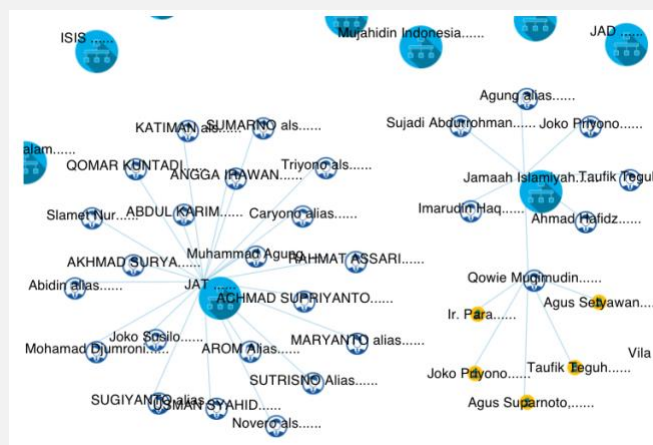 ISIS ......
Mujahidin Indonesia......
JAD ......
Agung alias......
KATIMAN als......
SUMARNO als......
Sujadi Abdurrohman......
Joko Priyono......
alam......
QOMAR KUNTADI......
ANGGA IRAWAN......
Triyono als......
Jamaah Islamiyah......
Taufik Teguh
Slamet Nur......
ABDUL KARIM......
Caryono alias......
Imarudin Haq......
Ahmad Hafidz......
AKHMAD SURYA......
Muhammad Agung......
RAHMAT ASSARI......
Abidin alias......
JAT ......
ACHMAD SUPRIYANTO......
Qowie Muqimudin......
Agus Setyawan......
Ir. Para......
Mohamad Djumroni......
Joko Susilo......
AROM Alias......
MARYANTO alias......
Vila
Joko Priyono......
Taufik Teguh......
SUTRISNO Alias......
SUGIYANTO alias......
USMAN SYAHID......
Agus Suparnoto,......
Novero als......